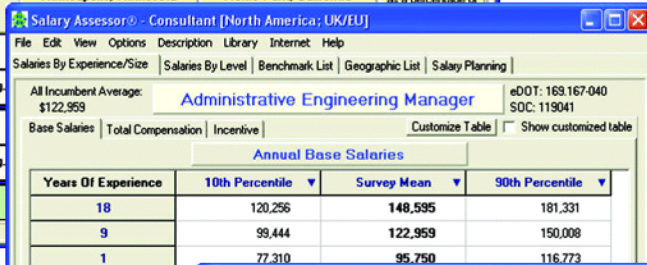 Salary Assessor® - Consultant [North America; UK/EU]
File Edit View Options Description Library Internet Help
Salaries By Experience/Size Salaries By Level Benchmark List Geographic List Salary Planning
All Incumbent Average:
$122,959
Administrative Engineering Manager
eDOT: 169.167-040
SOC: 119041
Base Salaries Total Compensation Incentive Customize Table Show customized table
Annual Base Salaries
Years Of Experience 10th Percentile Survey Mean 90th Percentile
18 120,256 148,595 181,331
9 99,444 122,959 150,008
1 77,310 95,750 116,773